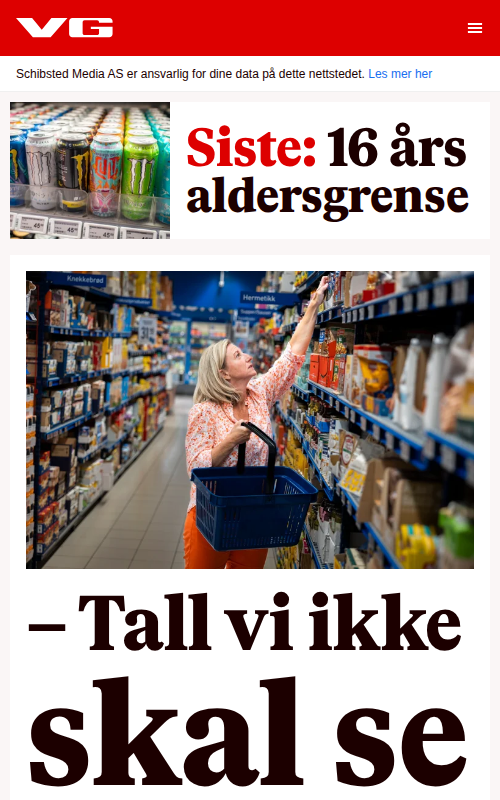 VG
Schibsted Media AS er ansvarlig for dine data på dette nettstedet. Les mer her
Siste: 16 års
aldersgrense
Knekkebrød
Hermetikk
– Tall vi ikke
skal se